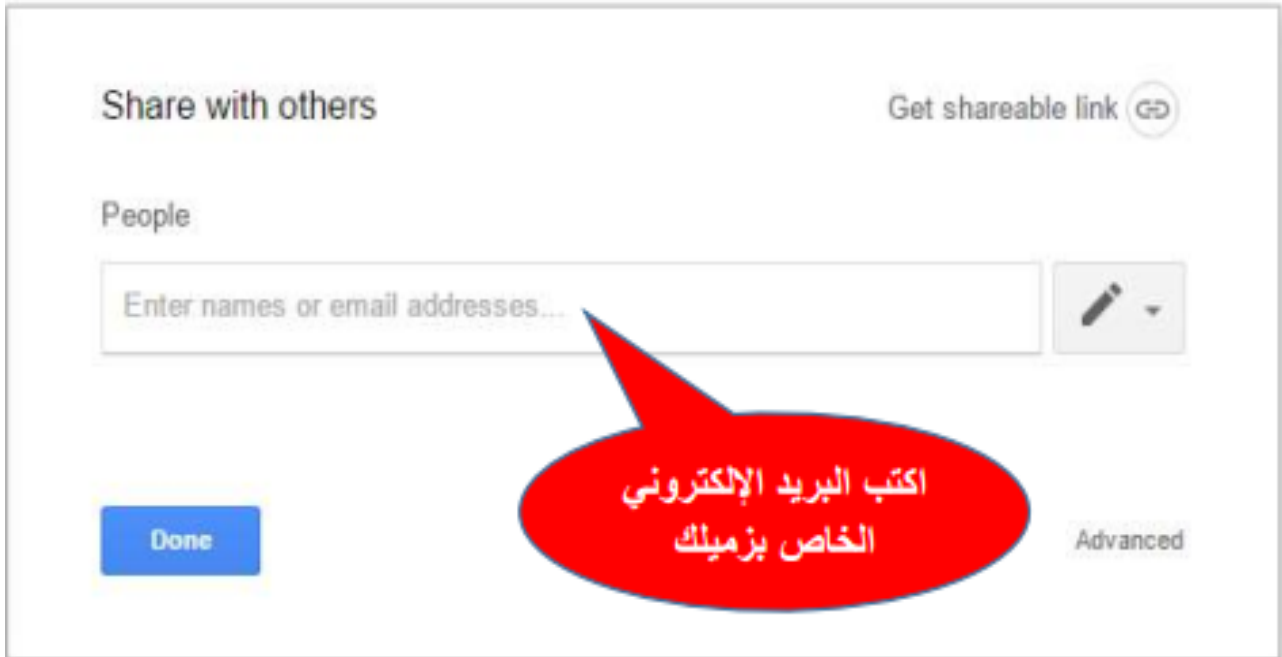 Share with others
Get shareable link
People
Enter names or email addresses...
اكتب البريد الإلكتروني
الخاص بزميلك
Done
Advanced